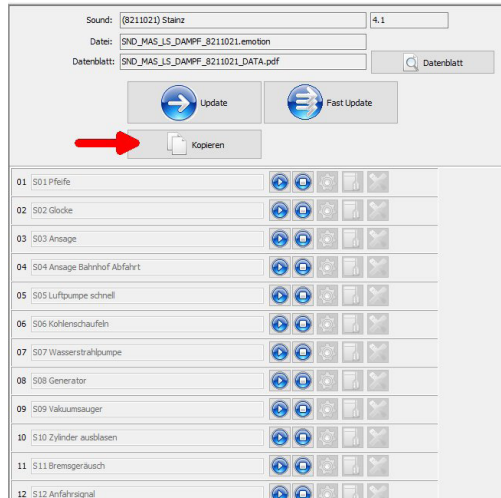 Sound: (8211021) Stainz 4.1
Datei: SND_MAS_LS_DAMPF_8211021.emotion
Datenblatt: SND_MAS_LS_DAMPF_8211021_DATA.pdf Datenblatt
Update Fast Update
Kopieren
01 S01 Pfeife
02 S02 Glocke
03 S03 Ansage
04 S04 Ansage Bahnhof Abfahrt
05 S05 Luftpumpe schnell
06 S06 Kohlenschaufeln
07 S07 Wasserstrahlpumpe
08 S08 Generator
09 S09 Vakuumsauger
10 S10 Zylinder ausblasen
11 S11 Bremsgeräusch
12 S12 Anfahrsignal